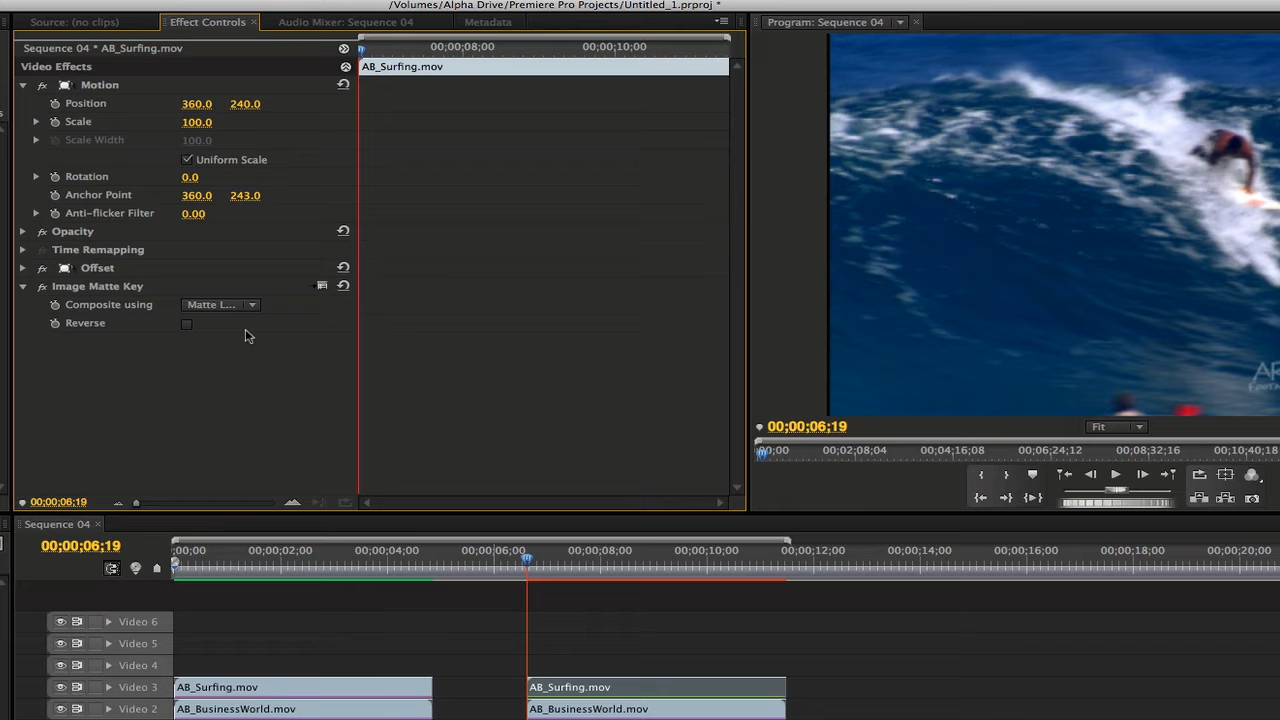 /Volumes/Alpha Drive/Premiere Pro Projects/Untitled_1.prproj *
Source: (no clips)
Effect Controls
Audio Mixer: Sequence 04
Metadata
Program: Sequence 04
Sequence 04 * AB_Surfing.mov
00;00;08;00
00;00;10;00
Video Effects
AB_Surfing.mov
Motion
Position 360.0 240.0
Scale 100.0
Scale Width 100.0
Uniform Scale
Rotation 0.0
Anchor Point 360.0 243.0
Anti-flicker Filter 0.00
Opacity
Time Remapping
Offset
Image Matte Key
Composite using Matte L...
Reverse
00;00;06;19
00;00;06;19
Fit
00;00 00;02;08;04 00;04;16;08 00;06;24;12 00;08;32;16 00;10;40;18
Sequence 04
00;00;06;19
;00;00 00;00;02;00 00;00;04;00 00;00;06;00 00;00;08;00 00;00;10;00 00;00;12;00 00;00;14;00 00;00;16;00 00;00;18;00 00;00;20;00
Video 6
Video 5
Video 4
Video 3
AB_Surfing.mov
AB_Surfing.mov
Video 2
AB_BusinessWorld.mov
AB_BusinessWorld.mov